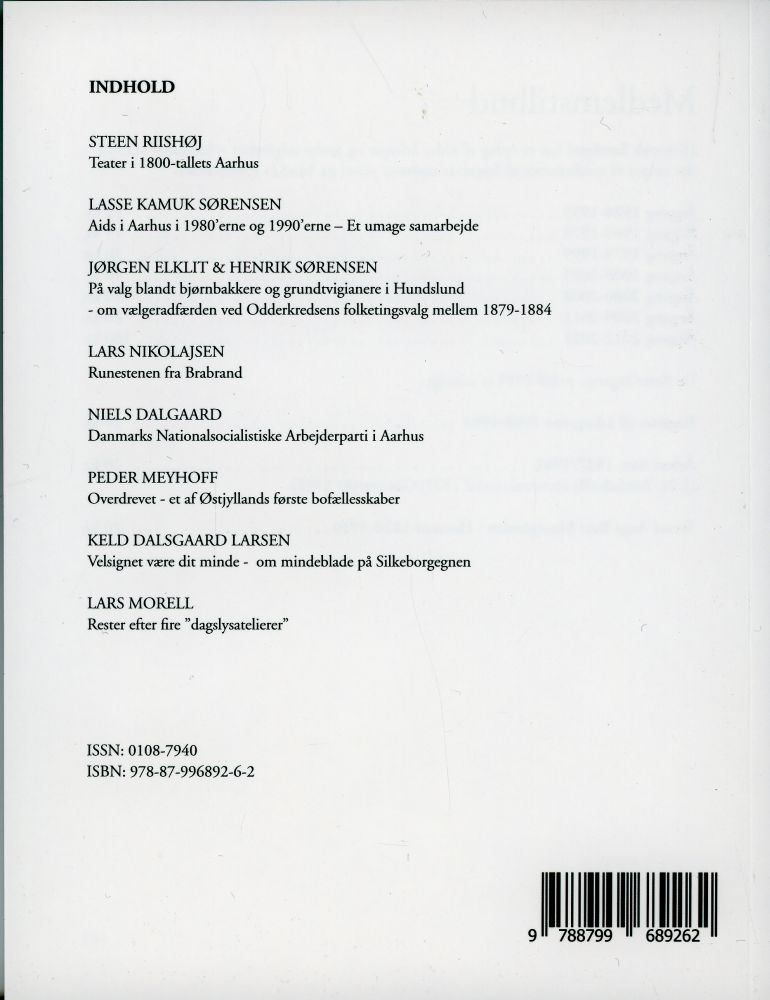 INDHOLD
STEEN RIISHØJ
Teater i 1800-tallets Aarhus
LASSE KAMUK SØRENSEN
Aids i Aarhus i 1980’erne og 1990’erne – Et umage samarbejde
JØRGEN ELKLIT & HENRIK SØRENSEN
På valg blandt bjørnbakkere og grundtvigianere i Hundslund
- om vælgeradfærden ved Odderkredsens folketingsvalg mellem 1879-1884
LARS NIKOLAJSEN
Runestenen fra Brabrand
NIELS DALGAARD
Danmarks Nationalsocialistiske Arbejderparti i Aarhus
PEDER MEYHOFF
Overdrevet - et af Østjyllands første bofællesskaber
KELD DALSGAARD LARSEN
Velsignet være dit minde - om mindeblade på Silkeborgegnen
LARS MORELL
Rester efter fire ”dagslysatelierer”
ISSN: 0108-7940
ISBN: 978-87-996892-6-2
9 788799 689262